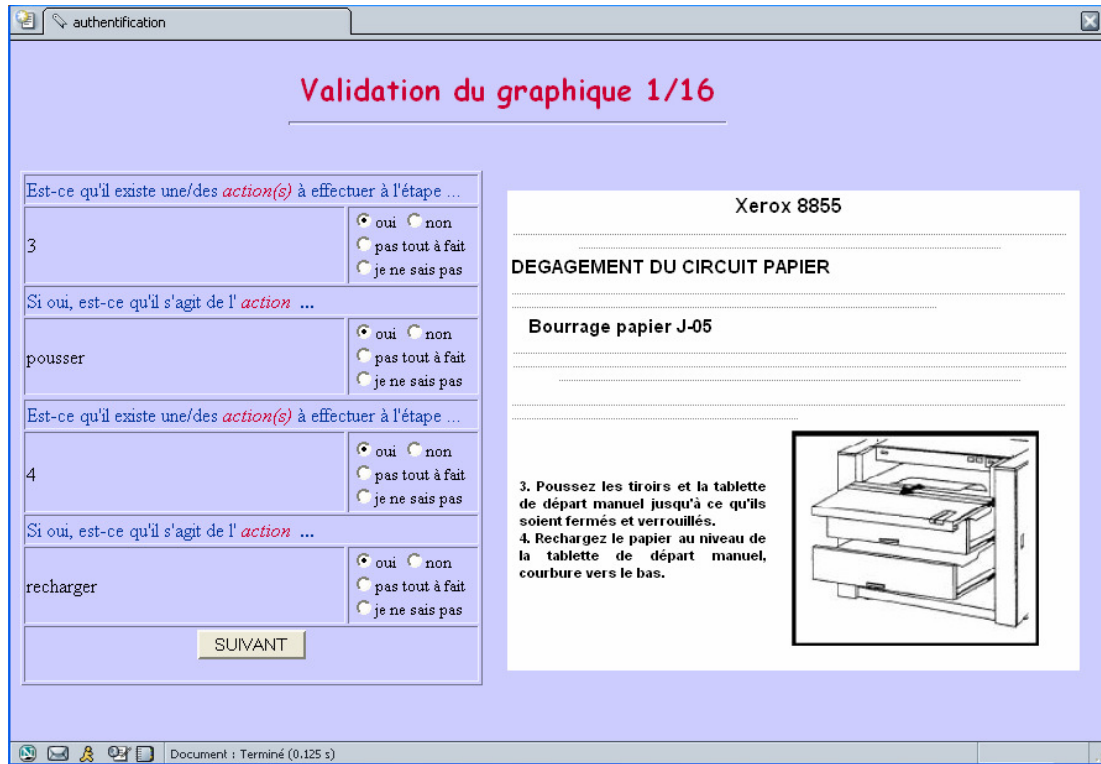 authentification
Validation du graphique 1/16
Est-ce qu'il existe une/des action(s) à effectuer à l'étape ...
3
oui non
pas tout à fait
je ne sais pas
Si oui, est-ce qu'il s'agit de l' action ...
pousser
oui non
pas tout à fait
je ne sais pas
Est-ce qu'il existe une/des action(s) à effectuer à l'étape ...
4
oui non
pas tout à fait
je ne sais pas
Si oui, est-ce qu'il s'agit de l' action ...
recharger
oui non
pas tout à fait
je ne sais pas
SUIVANT
Xerox 8855
DEGAGEMENT DU CIRCUIT PAPIER
Bourrage papier J-05
3. Poussez les tiroirs et la tablette
de départ manuel jusqu'à ce qu'ils
soient fermés et verrouillés.
4. Rechargez le papier au niveau de
la tablette de départ manuel,
courbure vers le bas.
Document : Terminé (0.125 s)